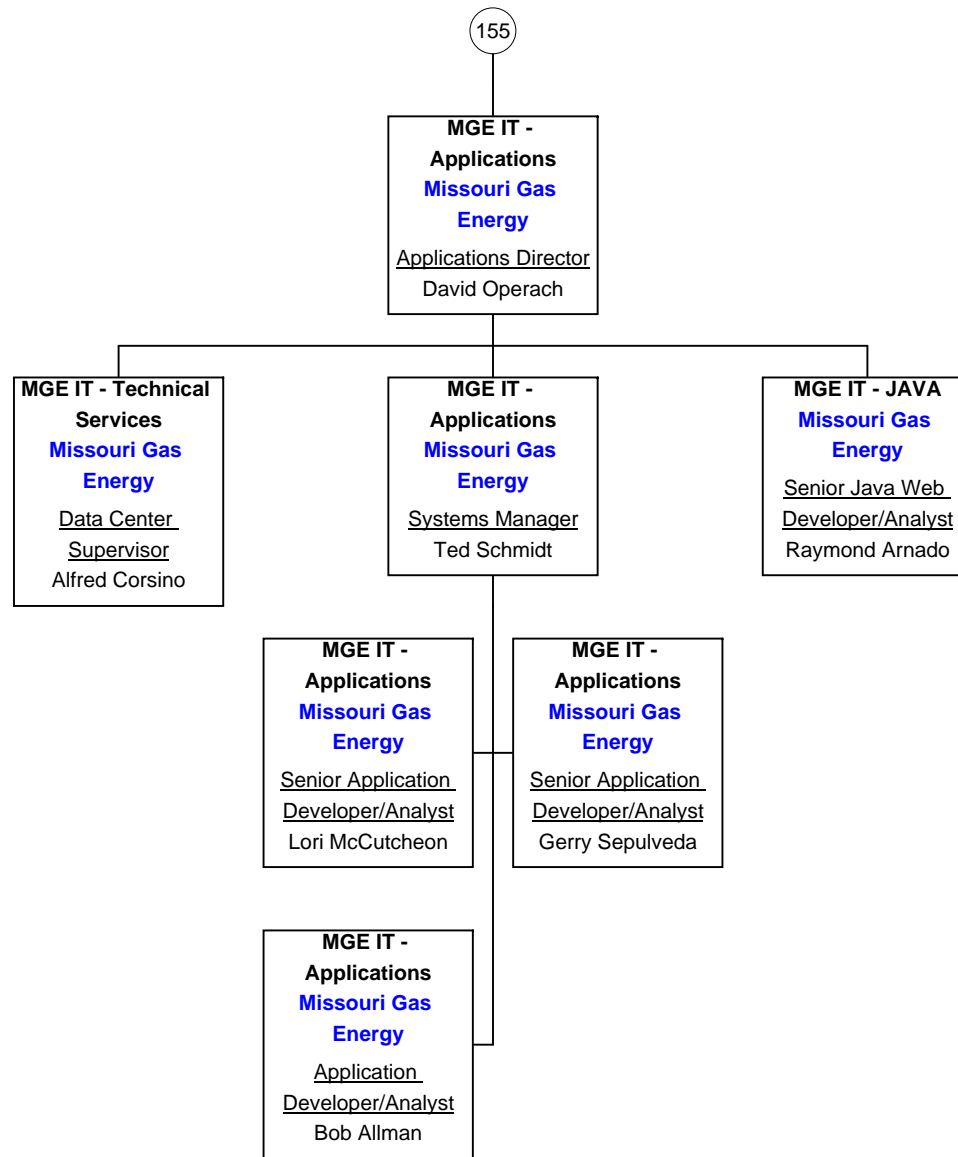 155
MGE IT -
Applications
Missouri Gas
Energy
Applications Director
David Operach
MGE IT - Technical
Services
Missouri Gas
Energy
Data Center
Supervisor
Alfred Corsino
MGE IT -
Applications
Missouri Gas
Energy
Systems Manager
Ted Schmidt
MGE IT - JAVA
Missouri Gas
Energy
Senior Java Web
Developer/Analyst
Raymond Arnado
MGE IT -
Applications
Missouri Gas
Energy
Senior Application
Developer/Analyst
Lori McCutcheon
MGE IT -
Applications
Missouri Gas
Energy
Senior Application
Developer/Analyst
Gerry Sepulveda
MGE IT -
Applications
Missouri Gas
Energy
Application
Developer/Analyst
Bob Allman